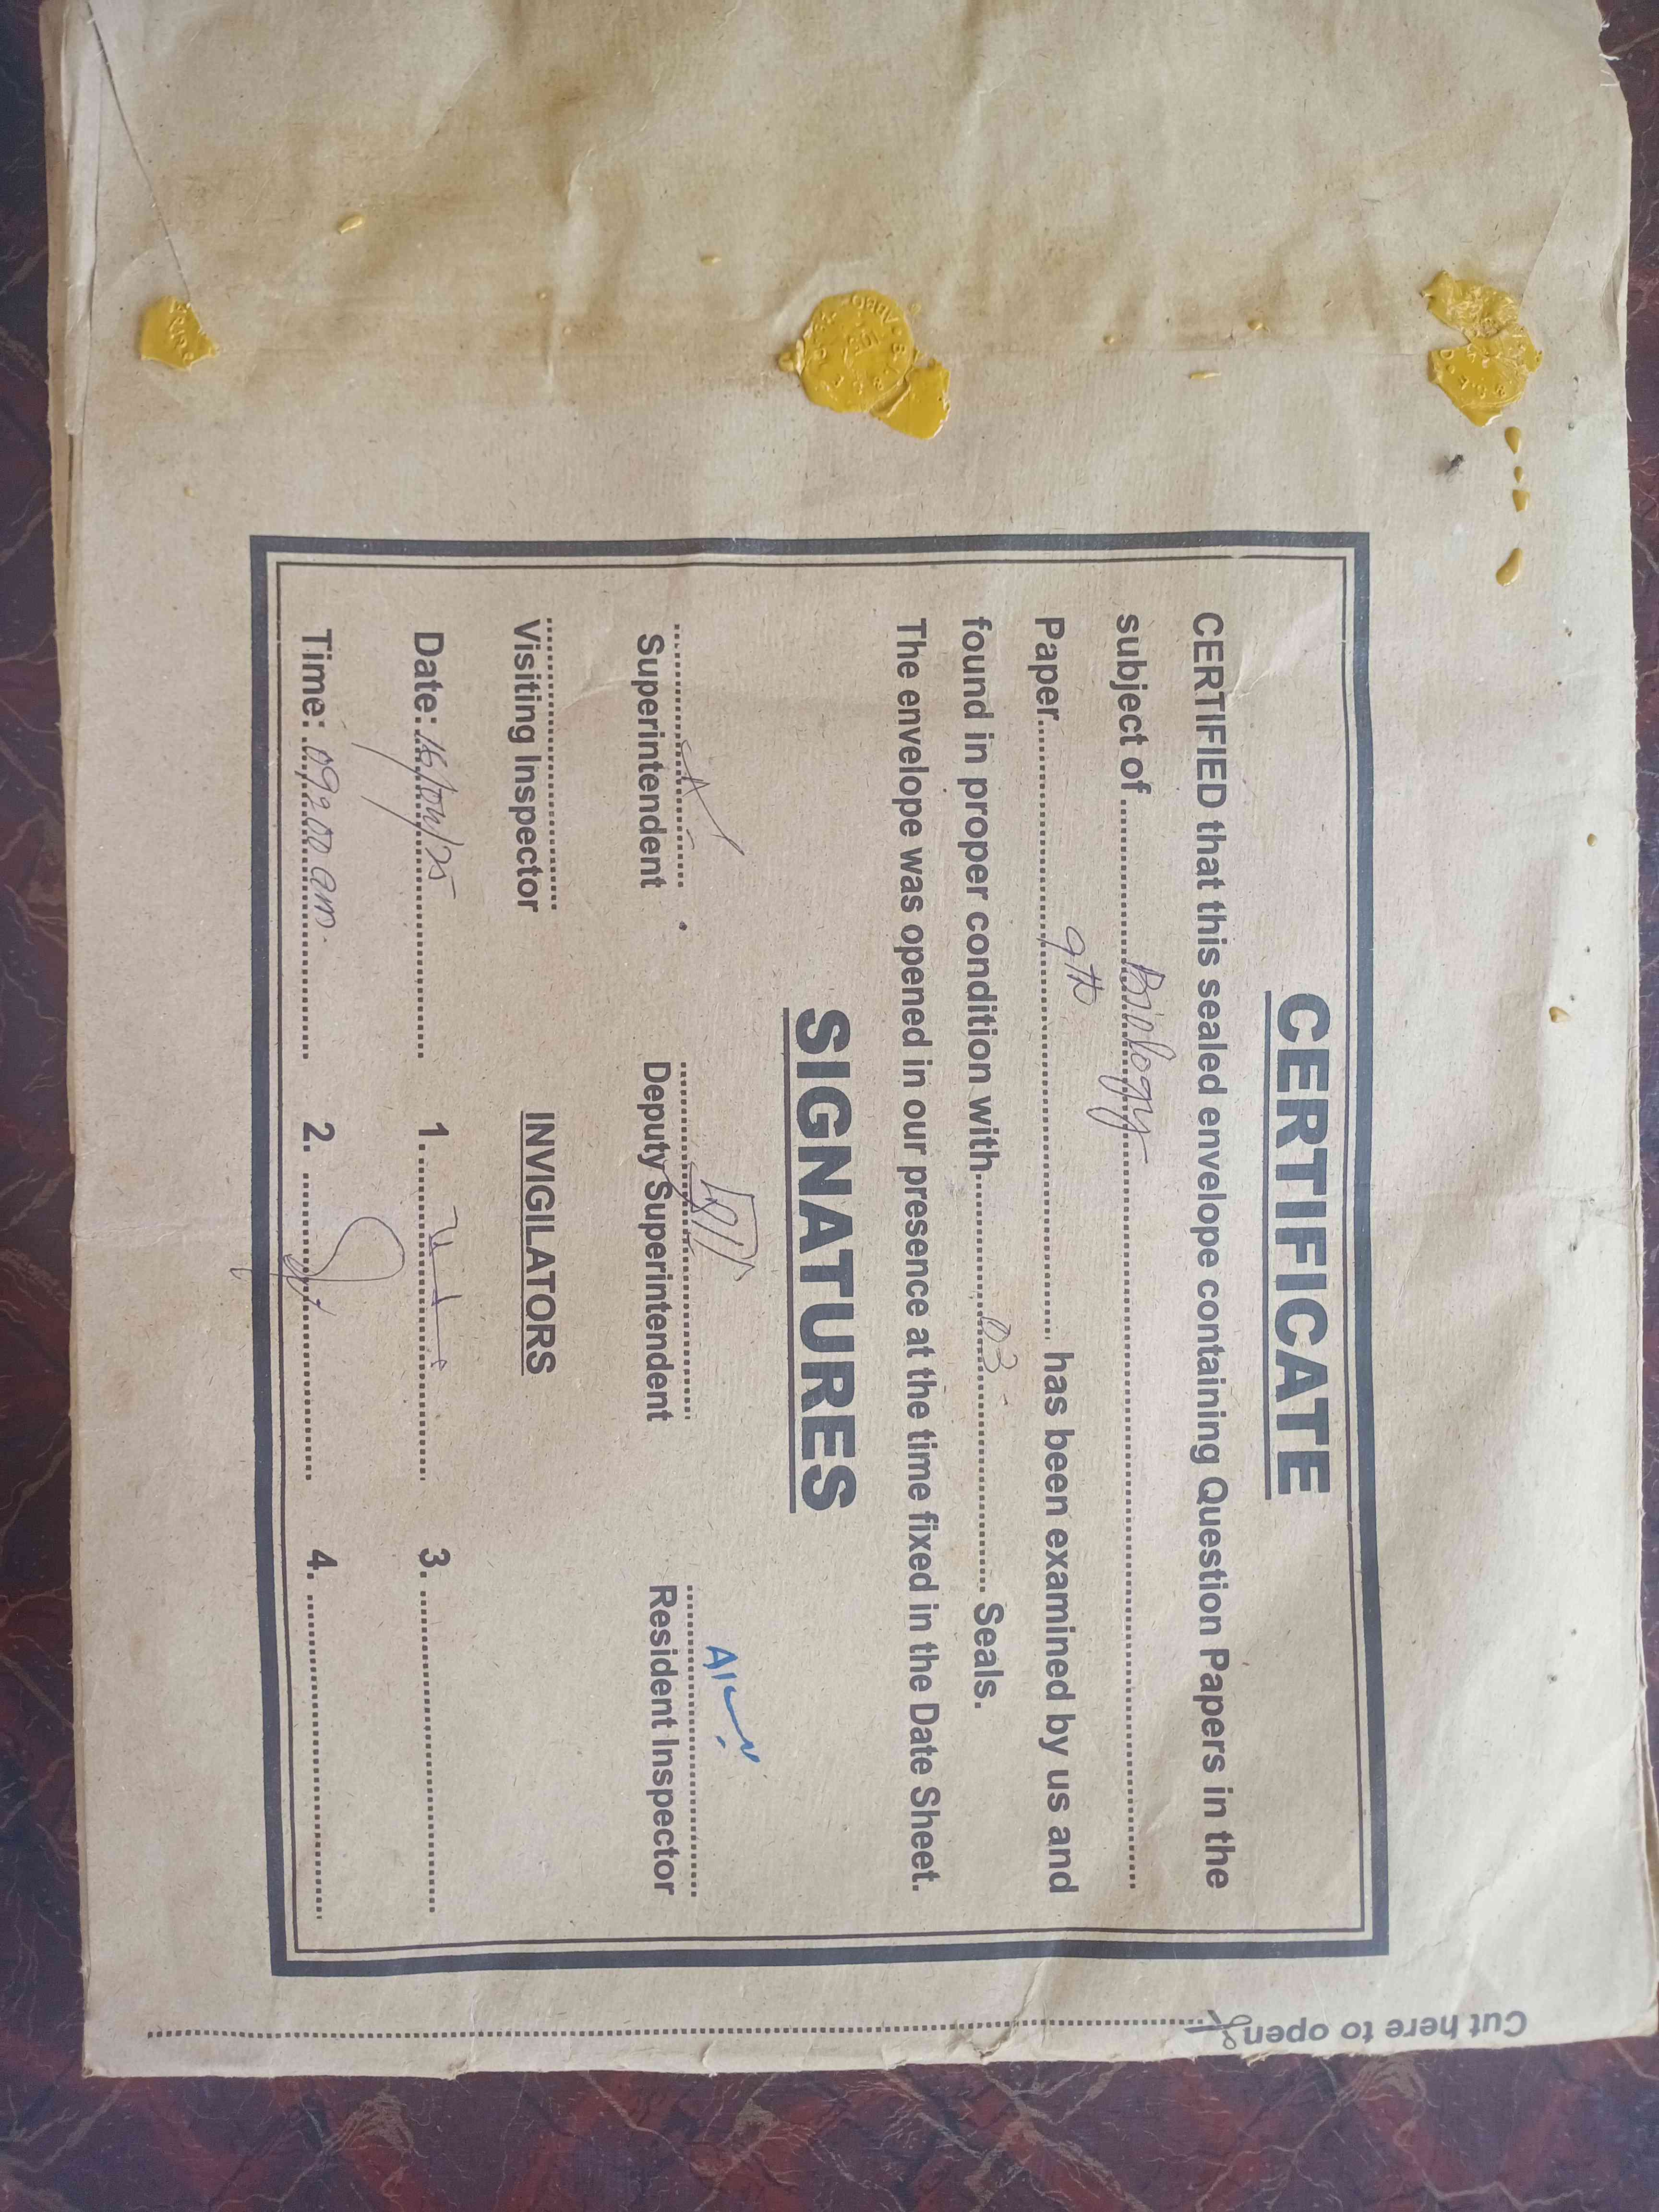 CERTIFICATE
CERTIFIED that this sealed envelope containing Question Papers in the
subject of ............ Biology ............
Paper ............ 9th ............ has been examined by us and
found in proper condition with ............ 03 ............ Seals.
The envelope was opened in our presence at the time fixed in the Date Sheet.
SIGNATURES
Superintendent Deputy Superintendent Resident Inspector
Visiting Inspector INVIGILATORS
Date: 16/04/25 1. ............ 3. ............
Time: 09:00 am. 2. ............ 4. ............
Cut here to open